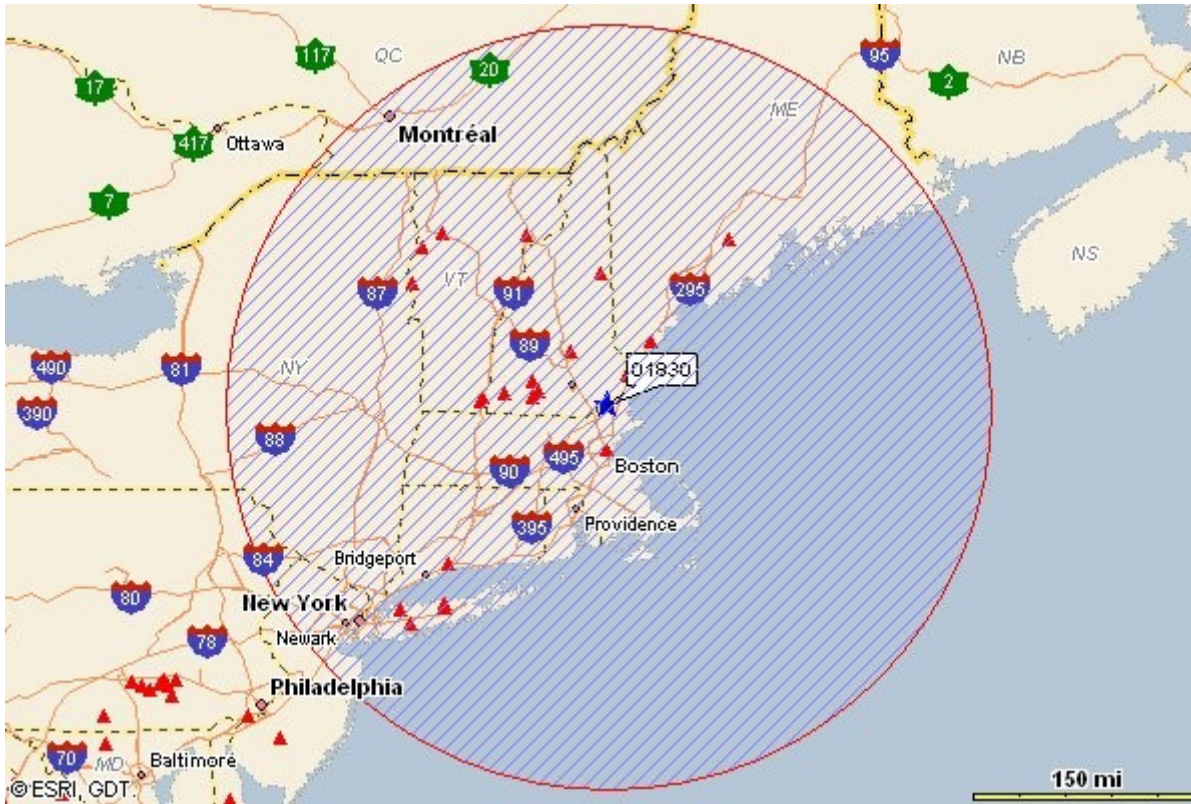 117
QC
20
95
NB
2
17
ME
Montréal
417
Ottawa
7
NS
87
VT
91
295
89
490
81
NY
01830
390
88
495
90
Boston
395
Providence
84
Bridgeport
80
New York
78
Newark
Philadelphia
70
MD
Baltimore
150 mi
©ESRI, GDT.